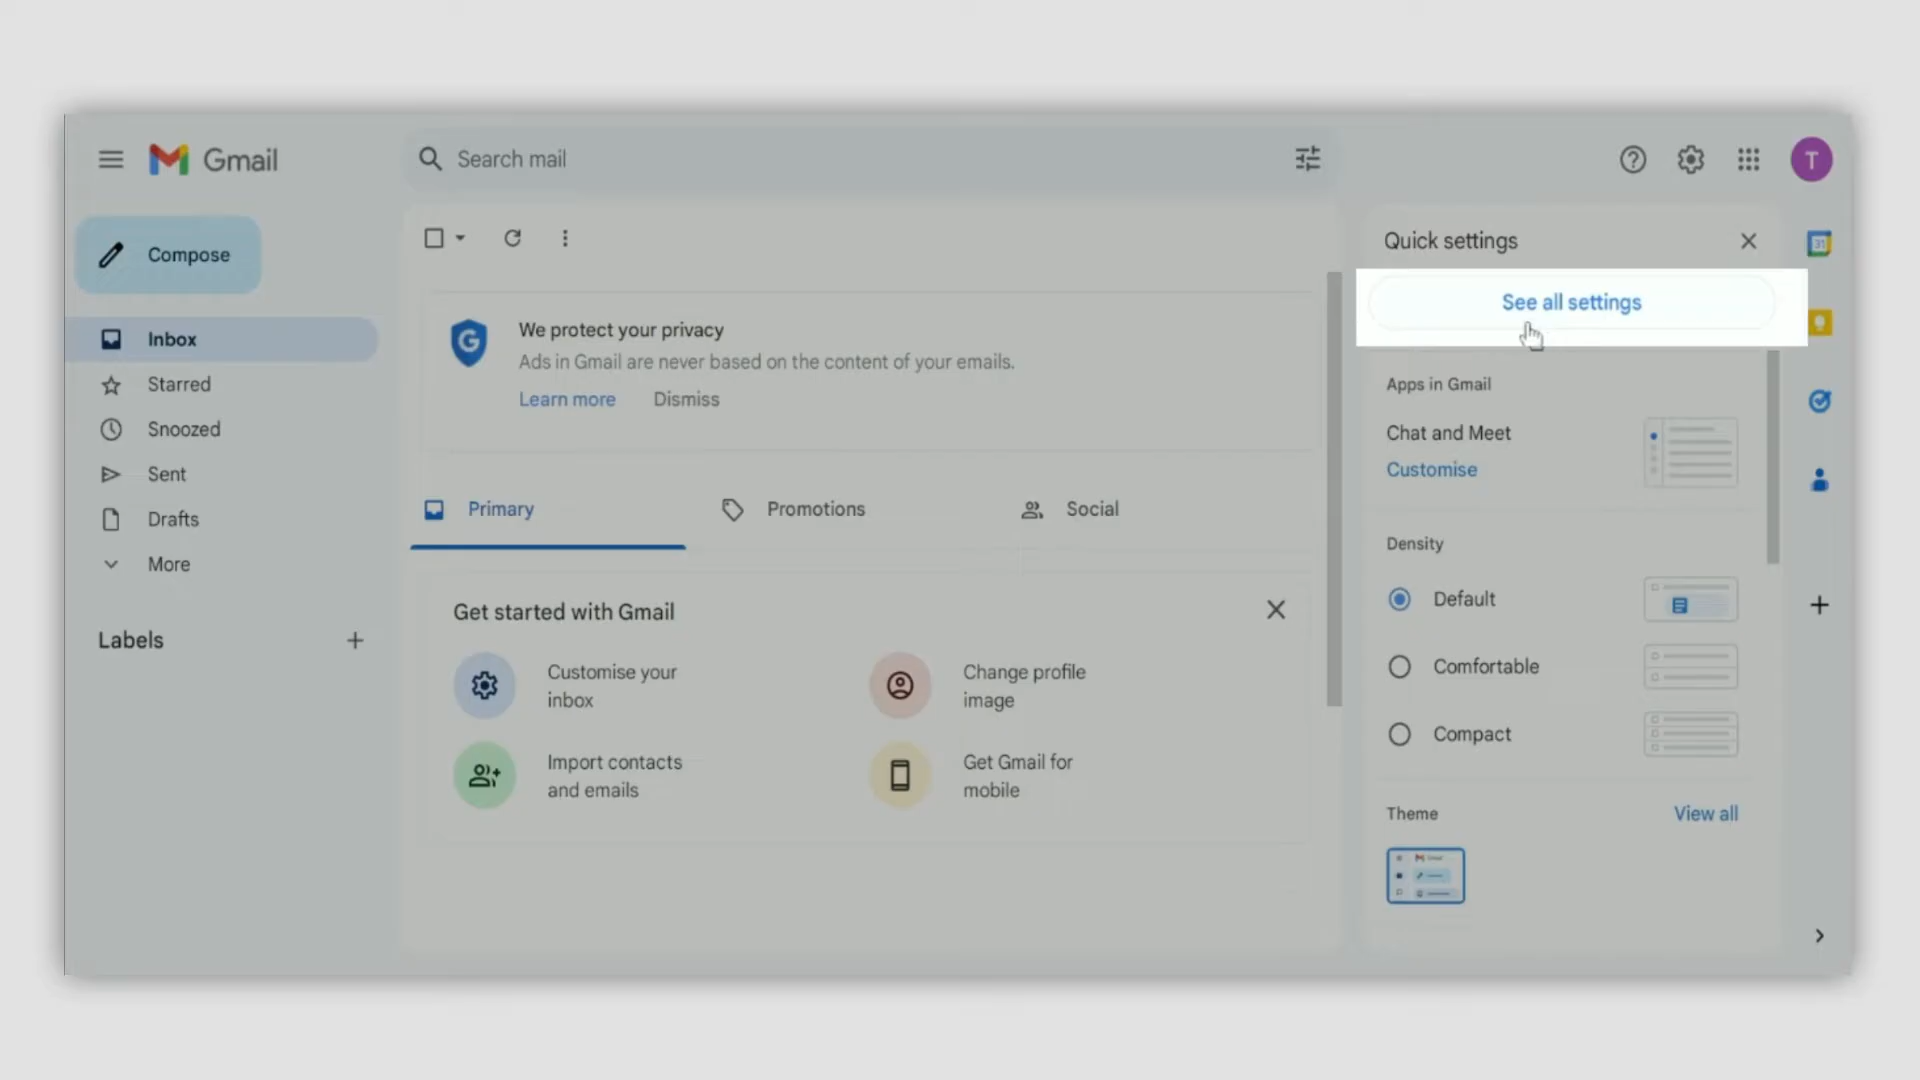 Gmail
Search mail
T
Compose
Inbox
Starred
Snoozed
Sent
Drafts
More
Labels
We protect your privacy
Ads in Gmail are never based on the content of your emails.
Learn more
Dismiss
Primary
Promotions
Social
Get started with Gmail
Customise your
inbox
Change profile
image
Import contacts
and emails
Get Gmail for
mobile
Quick settings
See all settings
Apps in Gmail
Chat and Meet
Customise
Density
Default
Comfortable
Compact
Theme
View all
31